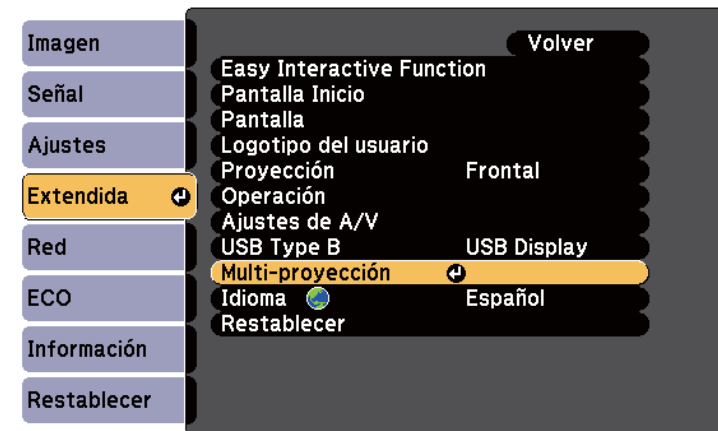 Imagen
Señal
Ajustes
Extendida
Red
ECO
Información
Restablecer
Volver
Easy Interactive Function
Pantalla Inicio
Pantalla
Logotipo del usuario
Proyección Frontal
Operación
Ajustes de A/V
USB Type B USB Display
Multi-proyección
Idioma Español
Restablecer